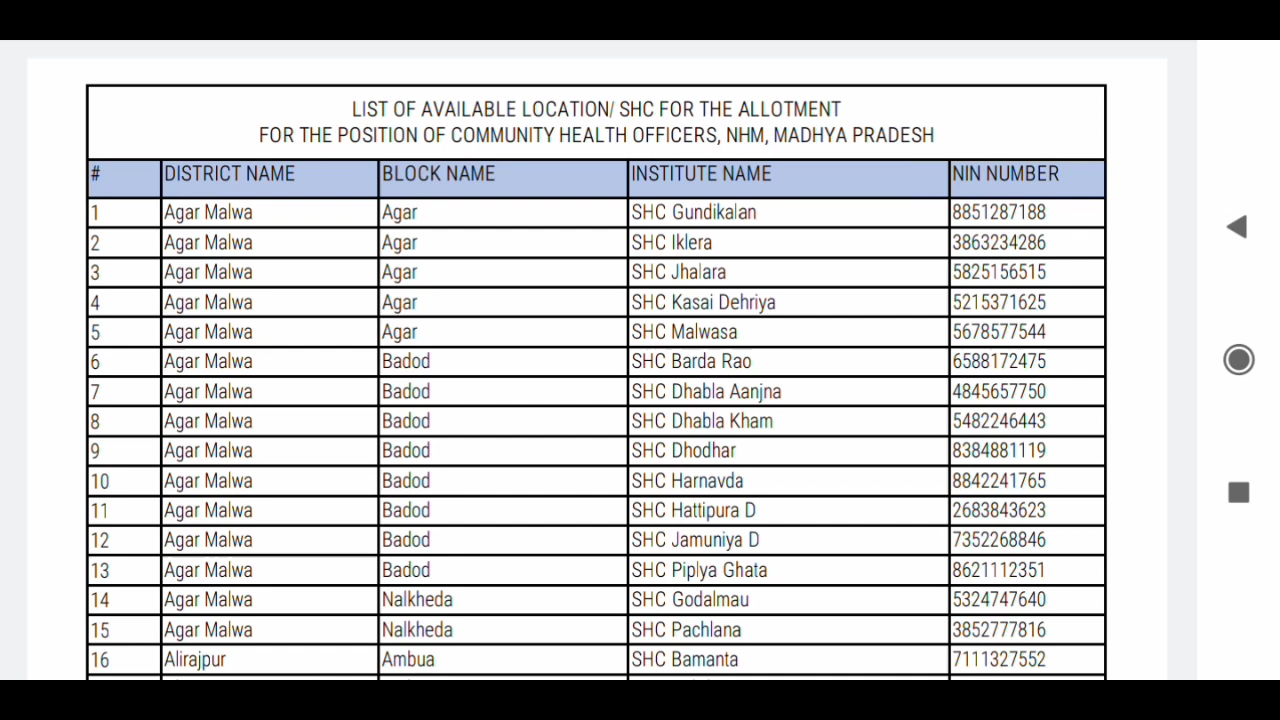 LIST OF AVAILABLE LOCATION/ SHC FOR THE ALLOTMENT
FOR THE POSITION OF COMMUNITY HEALTH OFFICERS, NHM, MADHYA PRADESH
# DISTRICT NAME BLOCK NAME INSTITUTE NAME NIN NUMBER
1 Agar Malwa Agar SHC Gundikalan 8851287188
2 Agar Malwa Agar SHC Iklera 3863234286
3 Agar Malwa Agar SHC Jhalara 5825156515
4 Agar Malwa Agar SHC Kasai Dehriya 5215371625
5 Agar Malwa Agar SHC Malwasa 5678577544
6 Agar Malwa Badod SHC Barda Rao 6588172475
7 Agar Malwa Badod SHC Dhabla Aanjna 4845657750
8 Agar Malwa Badod SHC Dhabla Kham 5482246443
9 Agar Malwa Badod SHC Dhodhar 8384881119
10 Agar Malwa Badod SHC Harnavda 8842241765
11 Agar Malwa Badod SHC Hattipura D 2683843623
12 Agar Malwa Badod SHC Jamuniya D 7352268846
13 Agar Malwa Badod SHC Piplya Ghata 8621112351
14 Agar Malwa Nalkheda SHC Godalmau 5324747640
15 Agar Malwa Nalkheda SHC Pachlana 3852777816
16 Alirajpur Ambua SHC Bamanta 7111327552